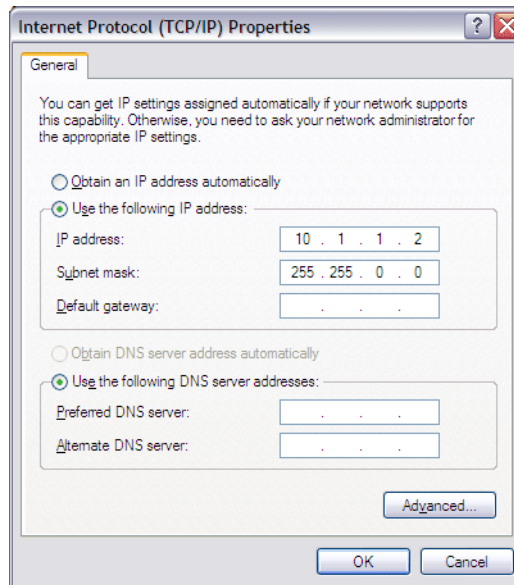 Internet Protocol (TCP/IP) Properties
General
You can get IP settings assigned automatically if your network supports
this capability. Otherwise, you need to ask your network administrator for
the appropriate IP settings.
Obtain an IP address automatically
Use the following IP address:
IP address: 10 . 1 . 1 . 2
Subnet mask: 255 . 255 . 0 . 0
Default gateway: . . .
Obtain DNS server address automatically
Use the following DNS server addresses:
Preferred DNS server: . . .
Alternate DNS server: . . .
Advanced...
OK Cancel